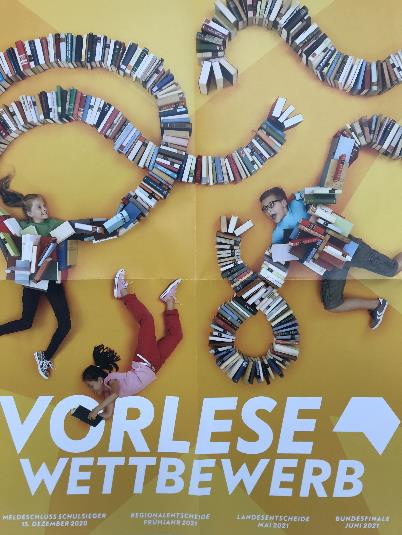 VORLESE
WETTBEWERB
MELDESCHLUSS SCHULSIEGER
15. DEZEMBER 2020
REGIONALENTSCHEIDE
FRÜHJAHR 2021
LANDESENTSCHEIDE
MAI 2021
BUNDESFINALE
JUNI 2021